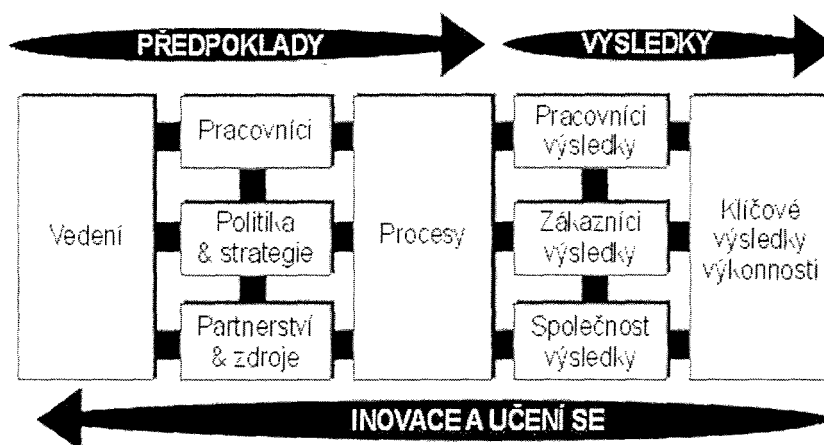 PŘEDPOKLADY
VÝSLEDKY
Vedení
Pracovníci
Politika
& strategie
Partnerství
& zdroje
Procesy
Pracovníci
výsledky
Zákazníci
výsledky
Společnost
výsledky
Klíčové
výsledky
výkonnosti
INOVACE A UČENÍ SE